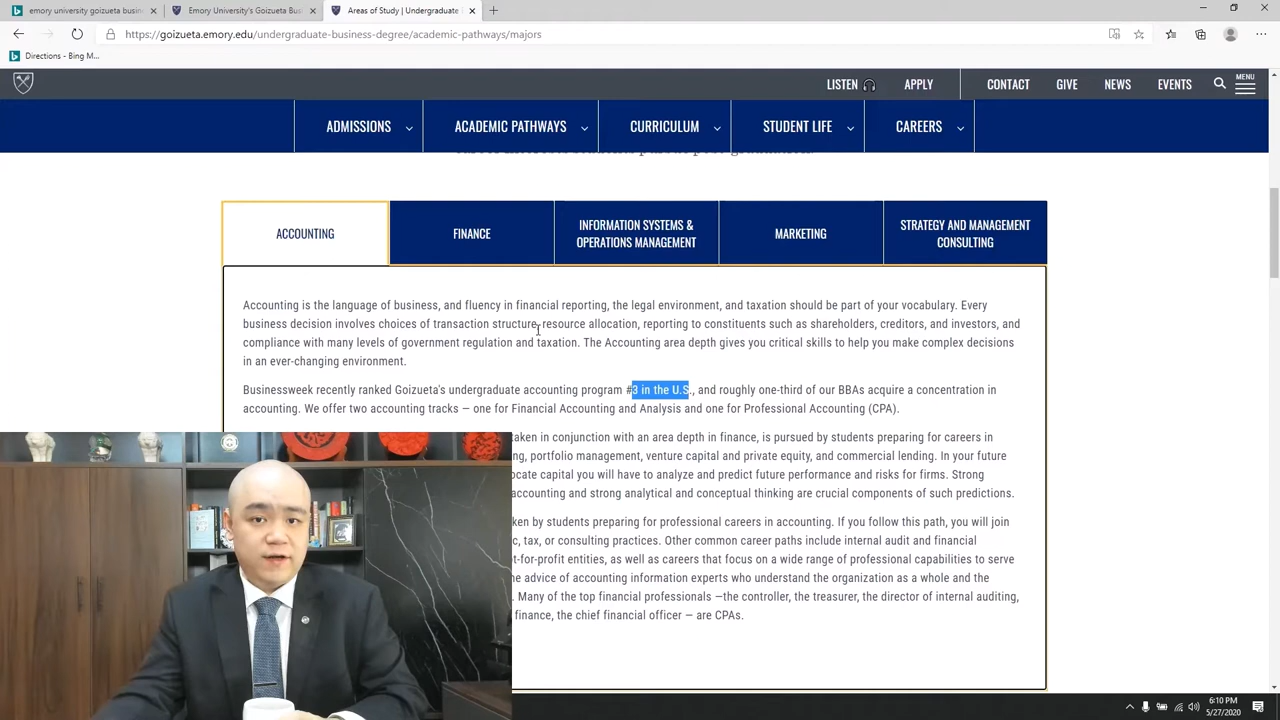 emory university goizueta busin
Emory University's Goizueta Bus
Areas of Study | Undergraduate B
https://goizueta.emory.edu/undergraduate-business-degree/academic-pathways/majors
Directions - Bing M...
LISTEN APPLY CONTACT GIVE NEWS EVENTS MENU
ADMISSIONS ACADEMIC PATHWAYS CURRICULUM STUDENT LIFE CAREERS
career interests students pursue post-graduation.
ACCOUNTING
FINANCE
INFORMATION SYSTEMS &
OPERATIONS MANAGEMENT
MARKETING
STRATEGY AND MANAGEMENT
CONSULTING
Accounting is the language of business, and fluency in financial reporting, the legal environment, and taxation should be part of your vocabulary. Every
business decision involves choices of transaction structure, resource allocation, reporting to constituents such as shareholders, creditors, and investors, and
compliance with many levels of government regulation and taxation. The Accounting area depth gives you critical skills to help you make complex decisions
in an ever-changing environment.
Businessweek recently ranked Goizueta's undergraduate accounting program #3 in the U.S., and roughly one-third of our BBAs acquire a concentration in
accounting. We offer two accounting tracks — one for Financial Accounting and Analysis and one for Professional Accounting (CPA).
taken in conjunction with an area depth in finance, is pursued by students preparing for careers in
ng, portfolio management, venture capital and private equity, and commercial lending. In your future
ocate capital you will have to analyze and predict future performance and risks for firms. Strong
accounting and strong analytical and conceptual thinking are crucial components of such predictions.
ken by students preparing for professional careers in accounting. If you follow this path, you will join
c, tax, or consulting practices. Other common career paths include internal audit and financial
t-for-profit entities, as well as careers that focus on a wide range of professional capabilities to serve
he advice of accounting information experts who understand the organization as a whole and the
. Many of the top financial professionals —the controller, the treasurer, the director of internal auditing,
finance, the chief financial officer — are CPAs.
6:10 PM
5/27/2020